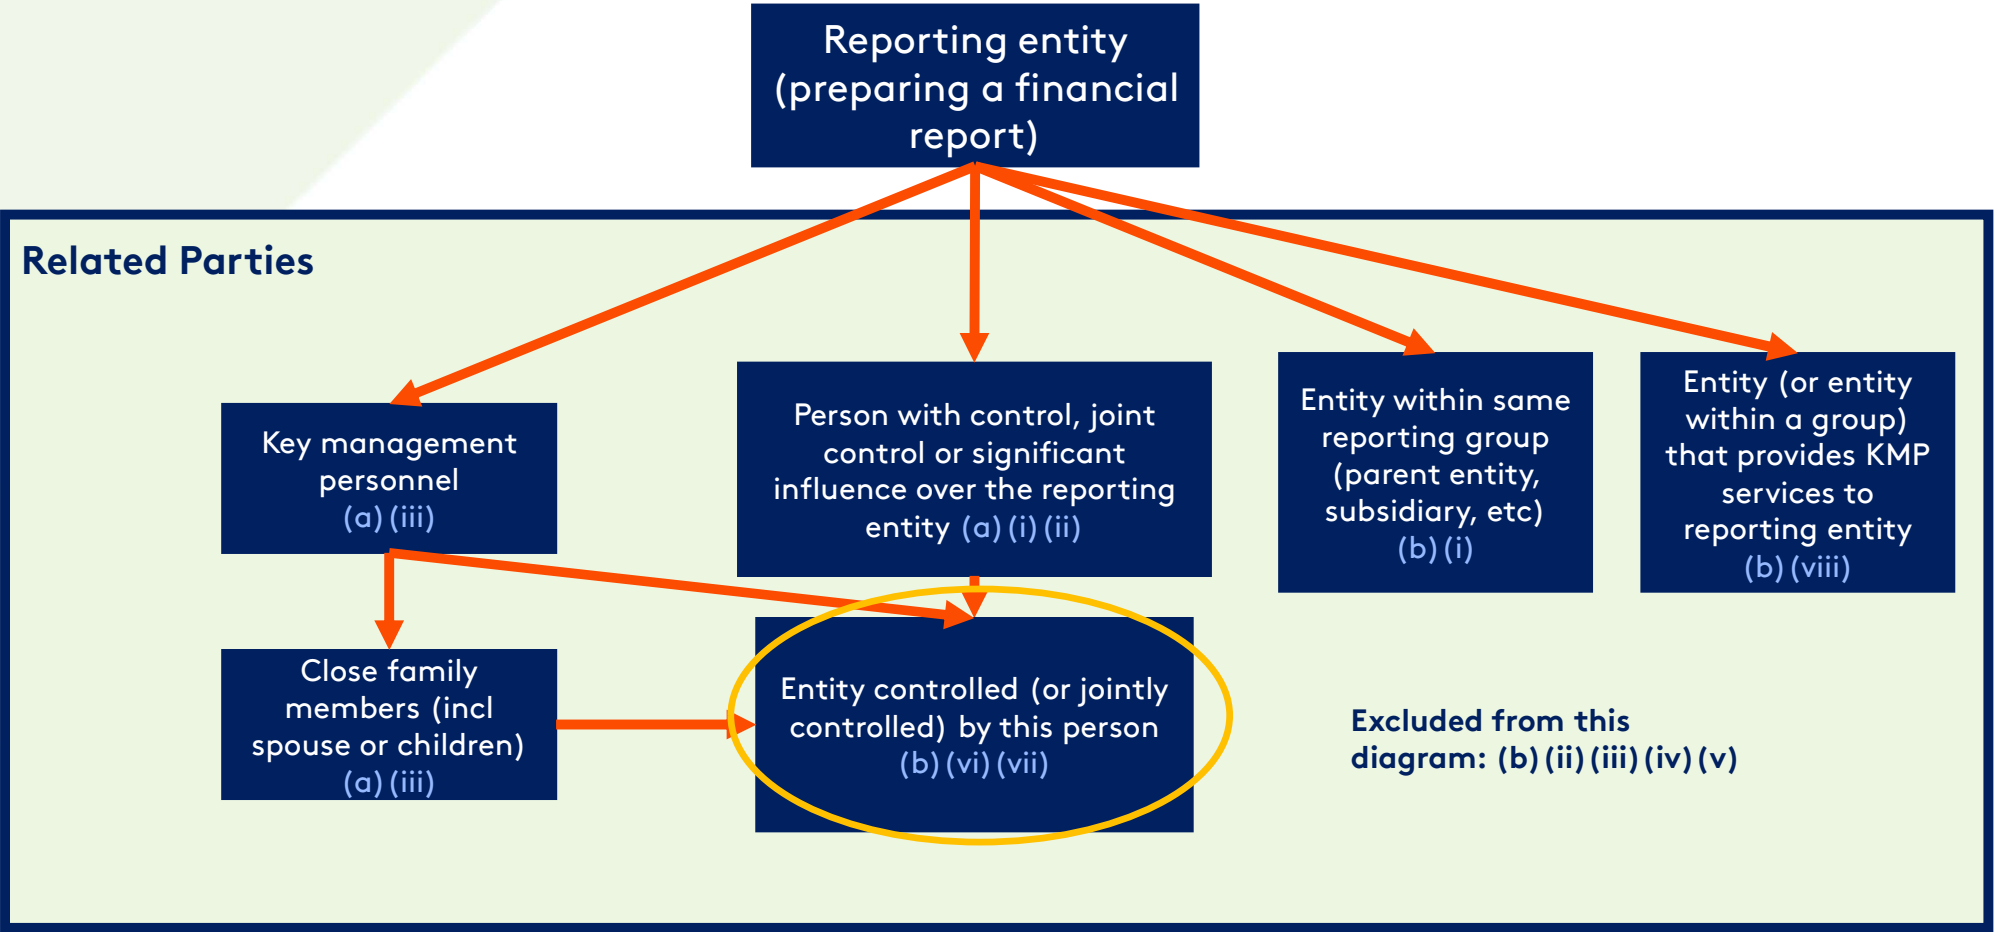 Reporting entity
(preparing a financial
report)
Related Parties
Key management
personnel
(a)(iii)
Person with control, joint
control or significant
influence over the reporting
entity (a)(i)(ii)
Entity within same
reporting group
(parent entity,
subsidiary, etc)
(b)(i)
Entity (or entity
within a group)
that provides KMP
services to
reporting entity
(b)(viii)
Close family
members (incl
spouse or children)
(a)(iii)
Entity controlled (or jointly
controlled) by this person
(b)(vi)(vii)
Excluded from this
diagram: (b)(ii)(iii)(iv)(v)